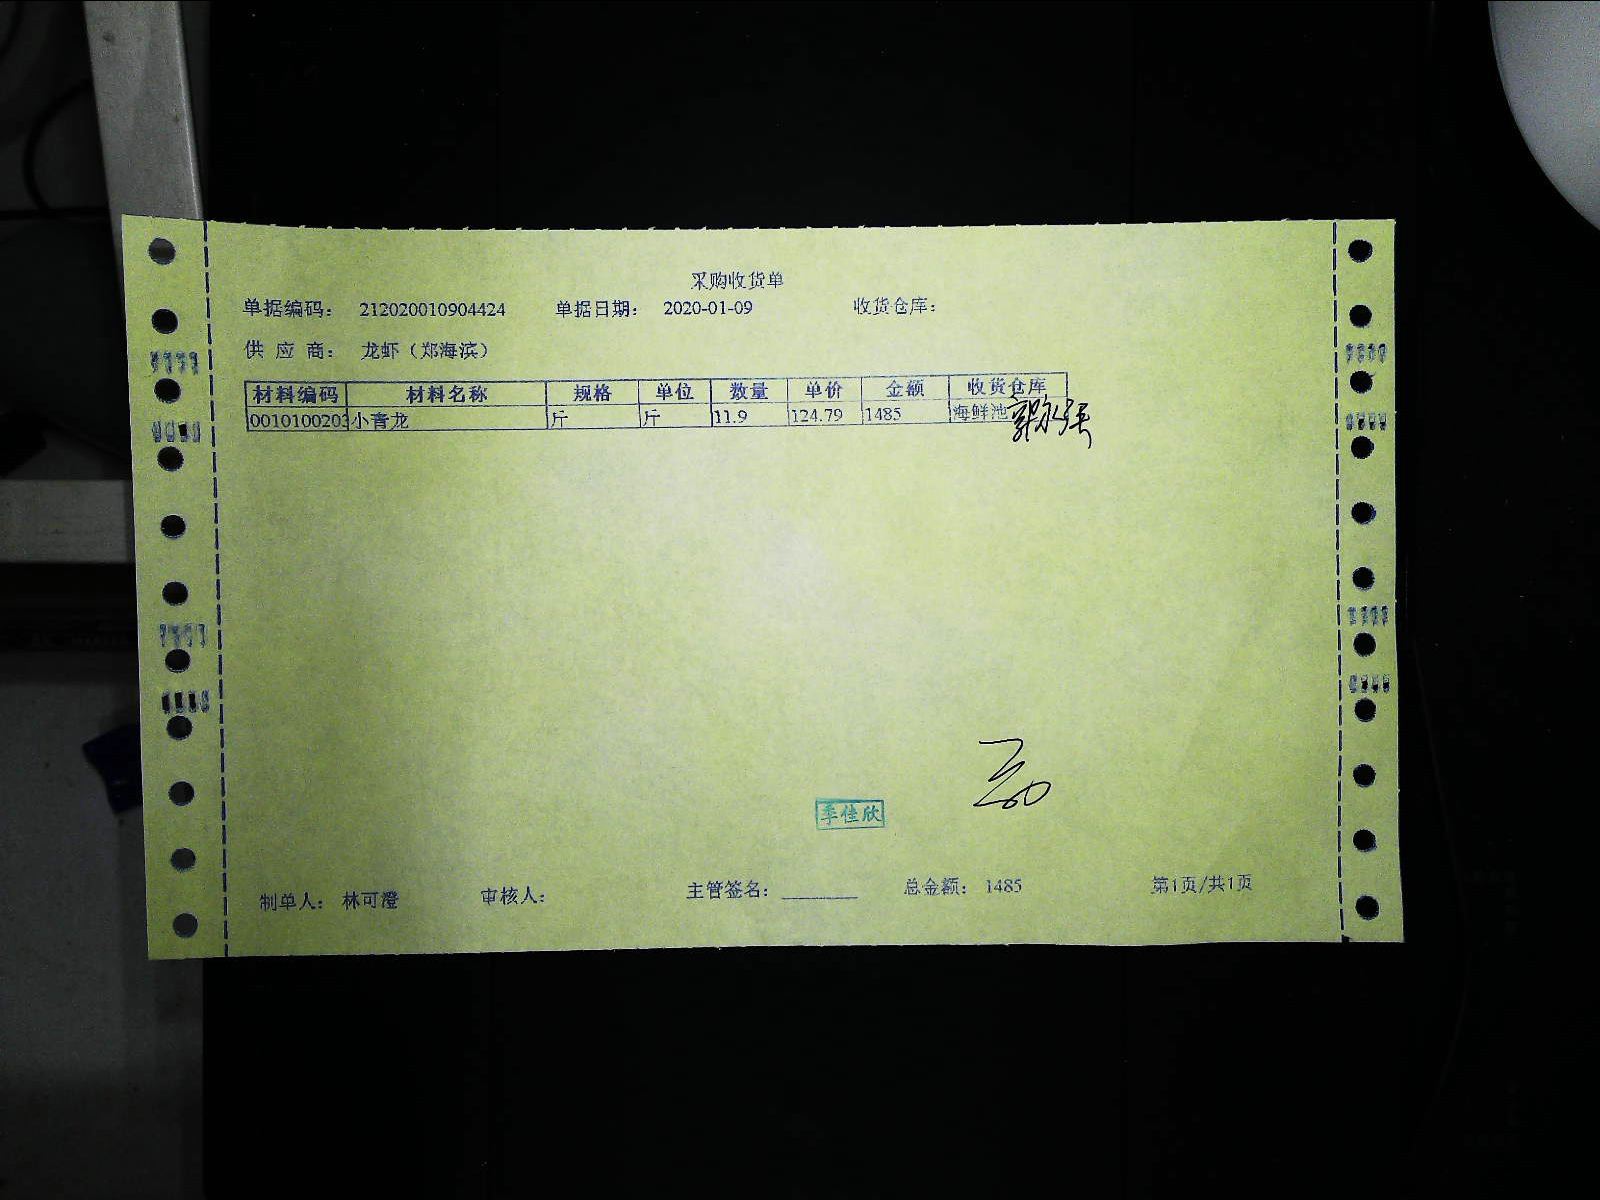 采购收货单
单据编码： 212020010904424 单据日期： 2020-01-09 收货仓库：
供 应 商： 龙虾（郑海滨）
材料编码 材料名称 规格 单位 数量 单价 金额 收货仓库
0010100203 小青龙 斤 斤 11.9 124.79 1485 海鲜池
季佳欣
制单人： 林可澄 审核人： 主管签名： ________ 总金额： 1485 第1页/共1页